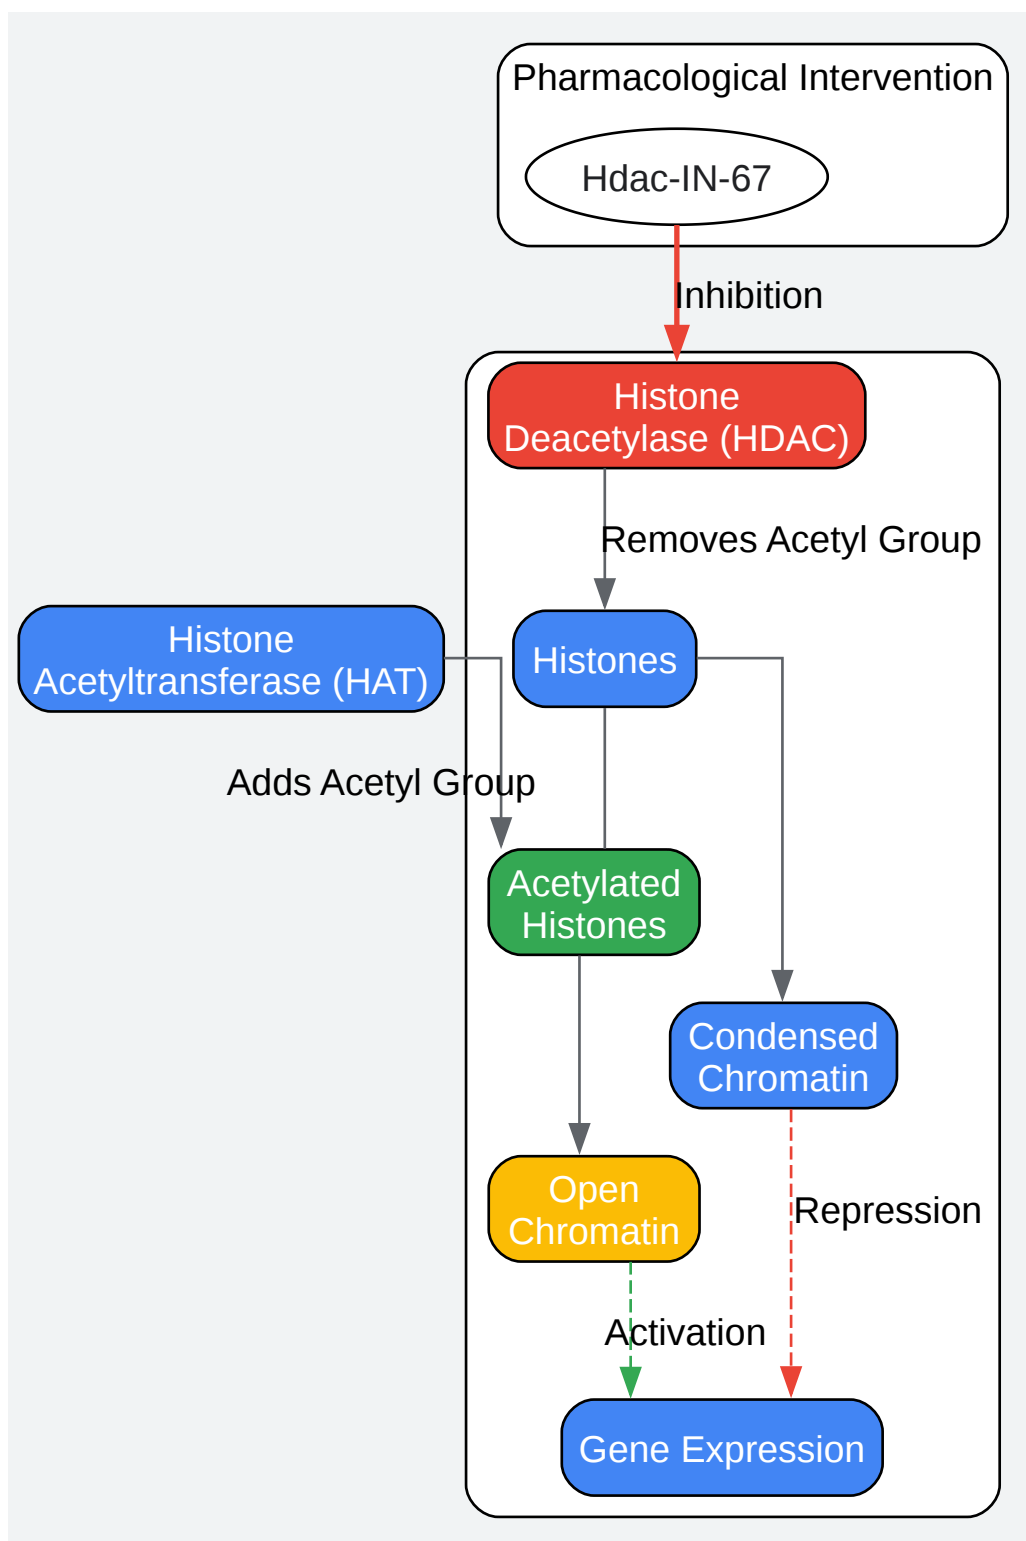 Pharmacological Intervention
Hdac-IN-67
Inhibition
Histone
Deacetylase (HDAC)
Removes Acetyl Group
Histone
Acetyltransferase (HAT)
Histones
Adds Acetyl Group
Acetylated
Histones
Condensed
Chromatin
Open
Chromatin
Repression
Activation
Gene Expression